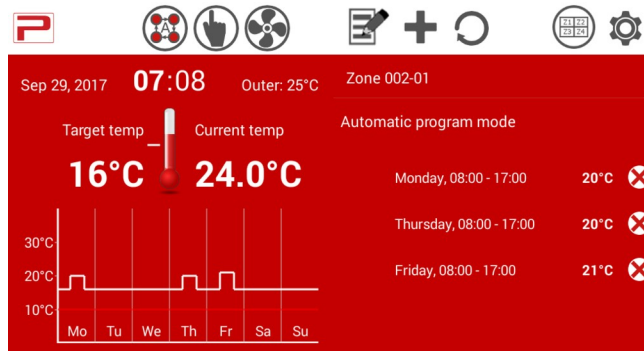 A
Z1 Z2
Z3 Z4
Sep 29, 2017 07:08 Outer: 25°C
Target temp Current temp
16°C 24.0°C
30°C
20°C
10°C
Mo Tu We Th Fr Sa Su
Zone 002-01
Automatic program mode
Monday, 08:00 - 17:00 20°C
Thursday, 08:00 - 17:00 20°C
Friday, 08:00 - 17:00 21°C